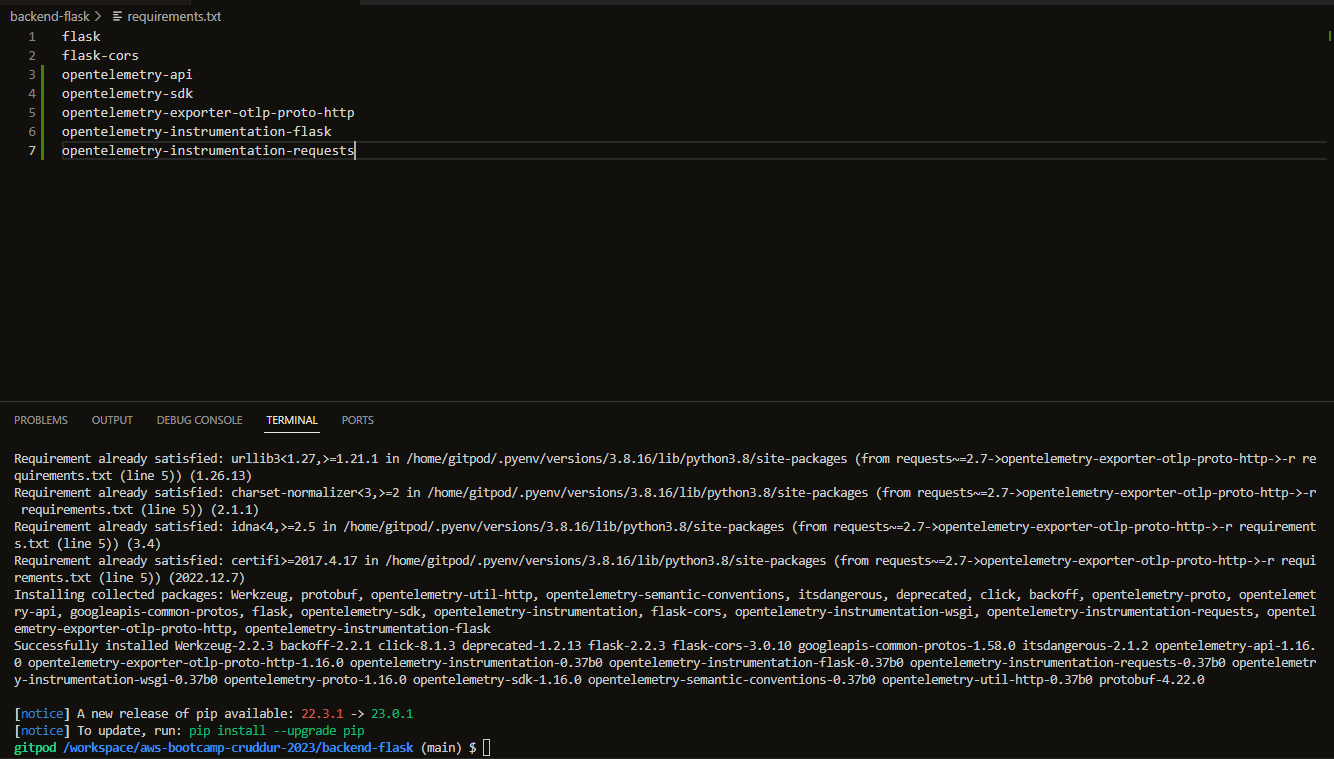 backend-flask > requirements.txt
1 flask
2 flask-cors
3 opentelemetry-api
4 opentelemetry-sdk
5 opentelemetry-exporter-otlp-proto-http
6 opentelemetry-instrumentation-flask
7 opentelemetry-instrumentation-requests
PROBLEMS OUTPUT DEBUG CONSOLE TERMINAL PORTS
Requirement already satisfied: urllib3<1.27,>=1.21.1 in /home/gitpod/.pyenv/versions/3.8.16/lib/python3.8/site-packages (from requests~=2.7->opentelemetry-exporter-otlp-proto-http->-r re
quirements.txt (line 5)) (1.26.13)
Requirement already satisfied: charset-normalizer<3,>=2 in /home/gitpod/.pyenv/versions/3.8.16/lib/python3.8/site-packages (from requests~=2.7->opentelemetry-exporter-otlp-proto-http->-r
requirements.txt (line 5)) (2.1.1)
Requirement already satisfied: idna<4,>=2.5 in /home/gitpod/.pyenv/versions/3.8.16/lib/python3.8/site-packages (from requests~=2.7->opentelemetry-exporter-otlp-proto-http->-r requirement
s.txt (line 5)) (3.4)
Requirement already satisfied: certifi>=2017.4.17 in /home/gitpod/.pyenv/versions/3.8.16/lib/python3.8/site-packages (from requests~=2.7->opentelemetry-exporter-otlp-proto-http->-r requi
rements.txt (line 5)) (2022.12.7)
Installing collected packages: Werkzeug, protobuf, opentelemetry-util-http, opentelemetry-semantic-conventions, itsdangerous, deprecated, click, backoff, opentelemetry-proto, opentelemet
ry-api, googleapis-common-protos, flask, opentelemetry-sdk, opentelemetry-instrumentation, flask-cors, opentelemetry-instrumentation-wsgi, opentelemetry-instrumentation-requests, opentel
emetry-exporter-otlp-proto-http, opentelemetry-instrumentation-flask
Successfully installed Werkzeug-2.2.3 backoff-2.2.1 click-8.1.3 deprecated-1.2.13 flask-2.2.3 flask-cors-3.0.10 googleapis-common-protos-1.58.0 itsdangerous-2.1.2 opentelemetry-api-1.16.
0 opentelemetry-exporter-otlp-proto-http-1.16.0 opentelemetry-instrumentation-0.37b0 opentelemetry-instrumentation-flask-0.37b0 opentelemetry-instrumentation-requests-0.37b0 opentelemetr
y-instrumentation-wsgi-0.37b0 opentelemetry-proto-1.16.0 opentelemetry-sdk-1.16.0 opentelemetry-semantic-conventions-0.37b0 opentelemetry-util-http-0.37b0 protobuf-4.22.0
[notice] A new release of pip available: 22.3.1 -> 23.0.1
[notice] To update, run: pip install --upgrade pip
gitpod /workspace/aws-bootcamp-cruddur-2023/backend-flask (main) $